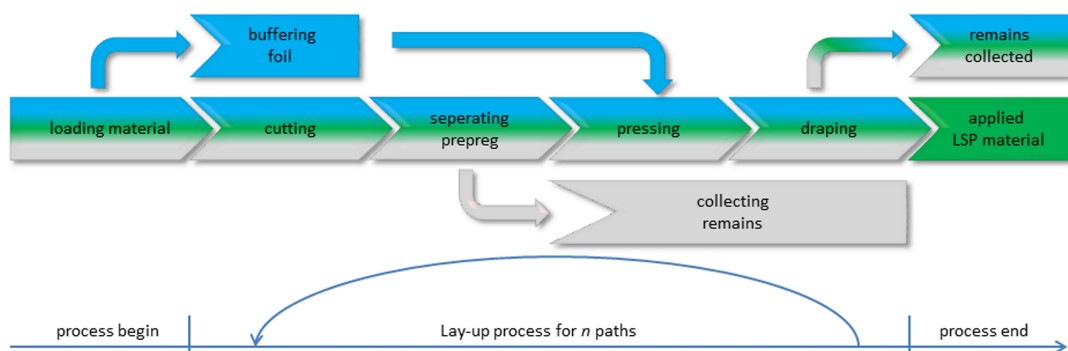 buffering
foil
remains
collected
loading material
cutting
seperating
prepreg
pressing
draping
applied
LSP material
collecting
remains
process begin
Lay-up process for n paths
process end